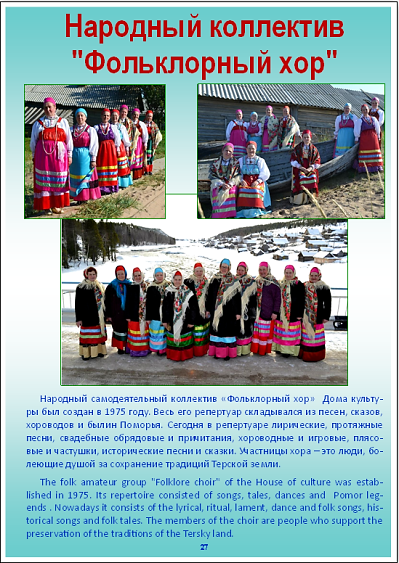 Народный коллектив
"Фольклорный хор"
Народный самодеятельный коллектив «Фольклорный хор» Дома культу-
ры был создан в 1975 году. Весь его репертуар складывался из песен, сказов,
хороводов и былин Поморья. Сегодня в репертуаре лирические, протяжные
песни, свадебные обрядовые и причитания, хороводные и игровые, плясо-
вые и частушки, исторические песни и сказки. Участницы хора – это люди, бо-
леющие душой за сохранение традиций Терской земли.
The folk amateur group "Folklore choir" of the House of culture was estab-
lished in 1975. Its repertoire consisted of songs, tales, dances and Pomor leg-
ends . Nowadays it consists of the lyrical, ritual, lament, dance and folk songs, his-
torical songs and folk tales. The members of the choir are people who support the
preservation of the traditions of the Tersky land.
27